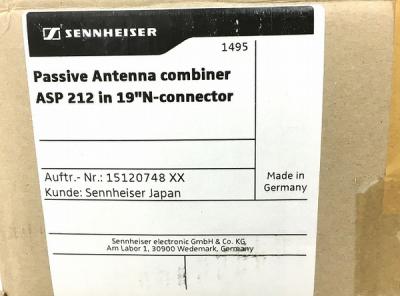 SENNHEISER
1495
Passive Antenna combiner
ASP 212 in 19"N-connector
Auftr.- Nr.: 15120748 XX
Kunde: Sennheiser Japan
Made in
Germany
Sennheiser electronic GmbH & Co. KG
Am Labor 1, 30900 Wedemark, Germany